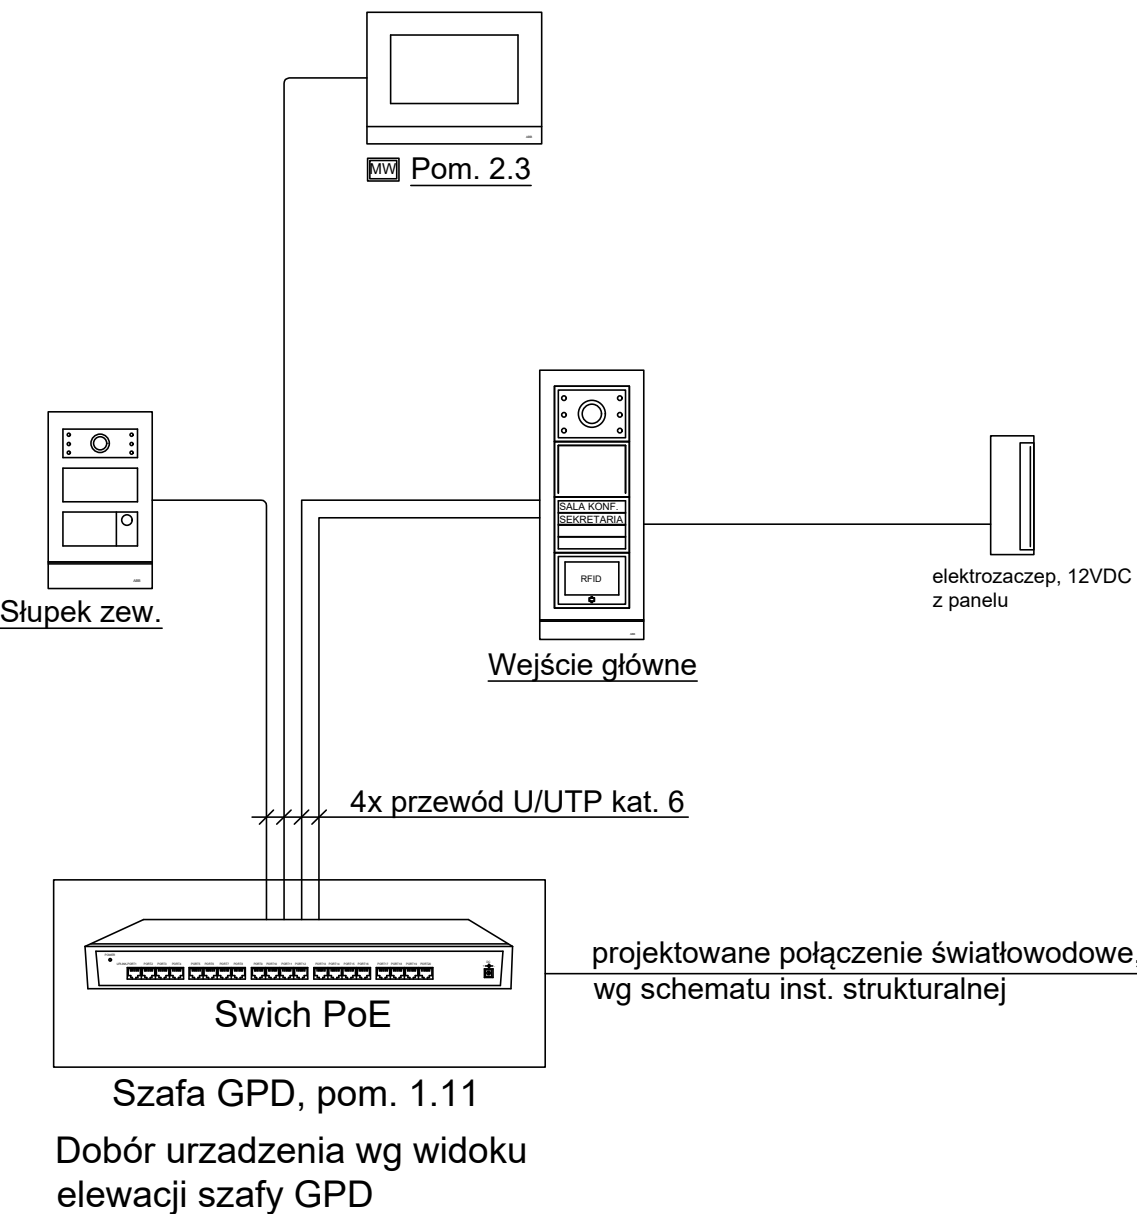 MW Pom. 2.3
SALA KONF.
SEKRETARIA
RFID
elektrozaczep, 12VDC
z panelu
Słupek zew.
Wejście główne
4x przewód U/UTP kat. 6
projektowane połączenie światłowodowe,
wg schematu inst. strukturalnej
Swich PoE
Szafa GPD, pom. 1.11
Dobór urzadzenia wg widoku
elewacji szafy GPD